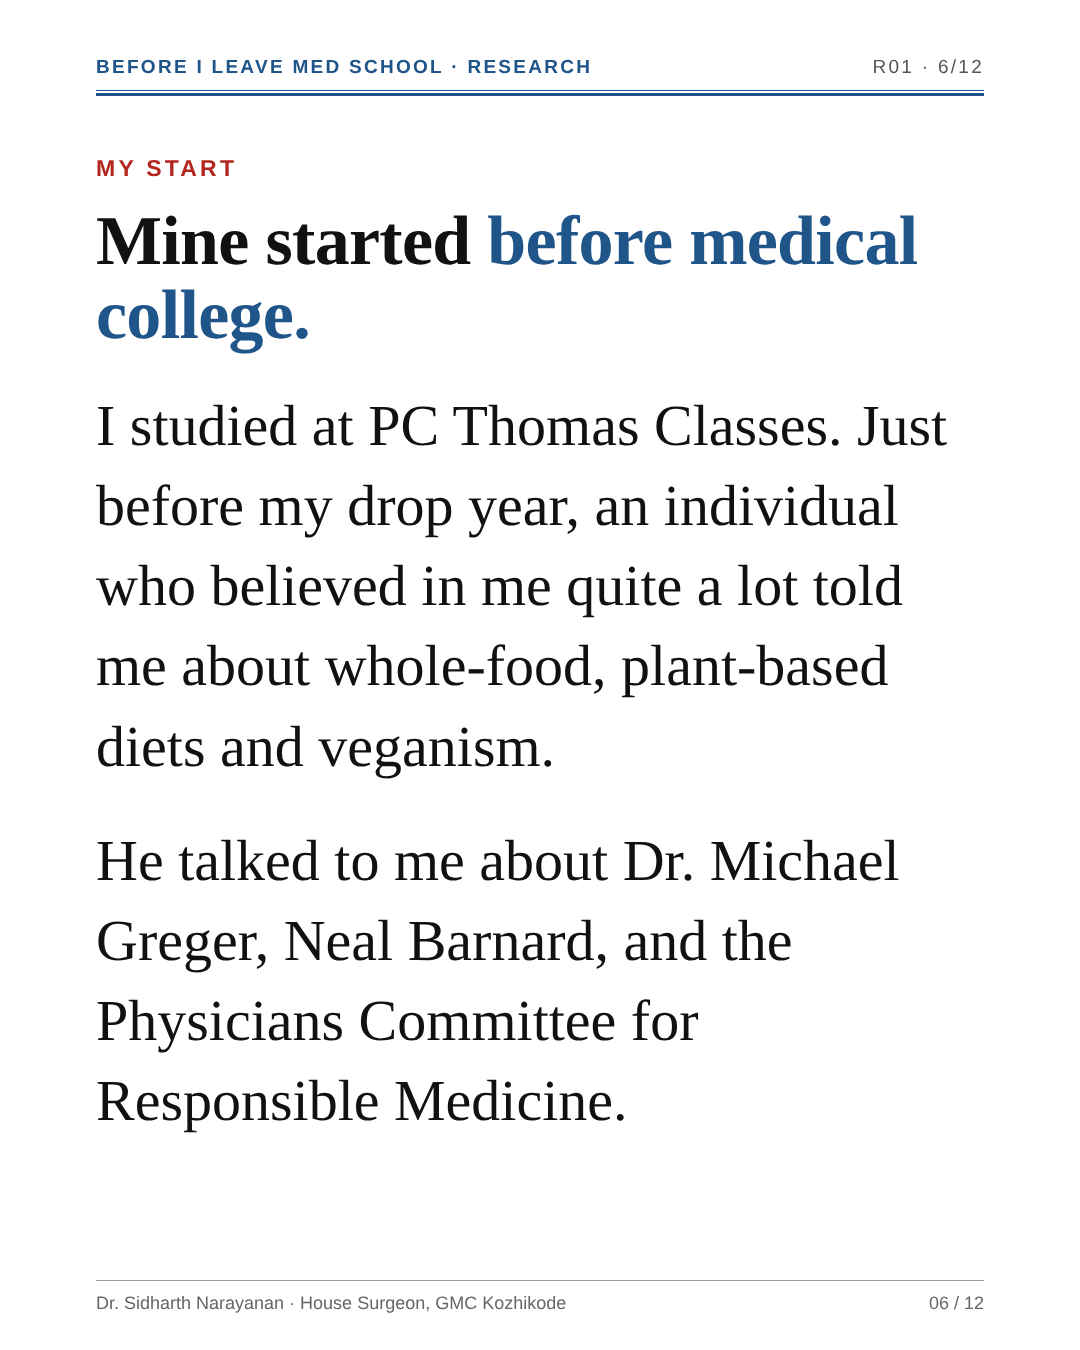 BEFORE I LEAVE MED SCHOOL · RESEARCH
R01 · 6/12
MY START
Mine started before medical
college.
I studied at PC Thomas Classes. Just
before my drop year, an individual
who believed in me quite a lot told
me about whole-food, plant-based
diets and veganism.
He talked to me about Dr. Michael
Greger, Neal Barnard, and the
Physicians Committee for
Responsible Medicine.
Dr. Sidharth Narayanan · House Surgeon, GMC Kozhikode
06 / 12